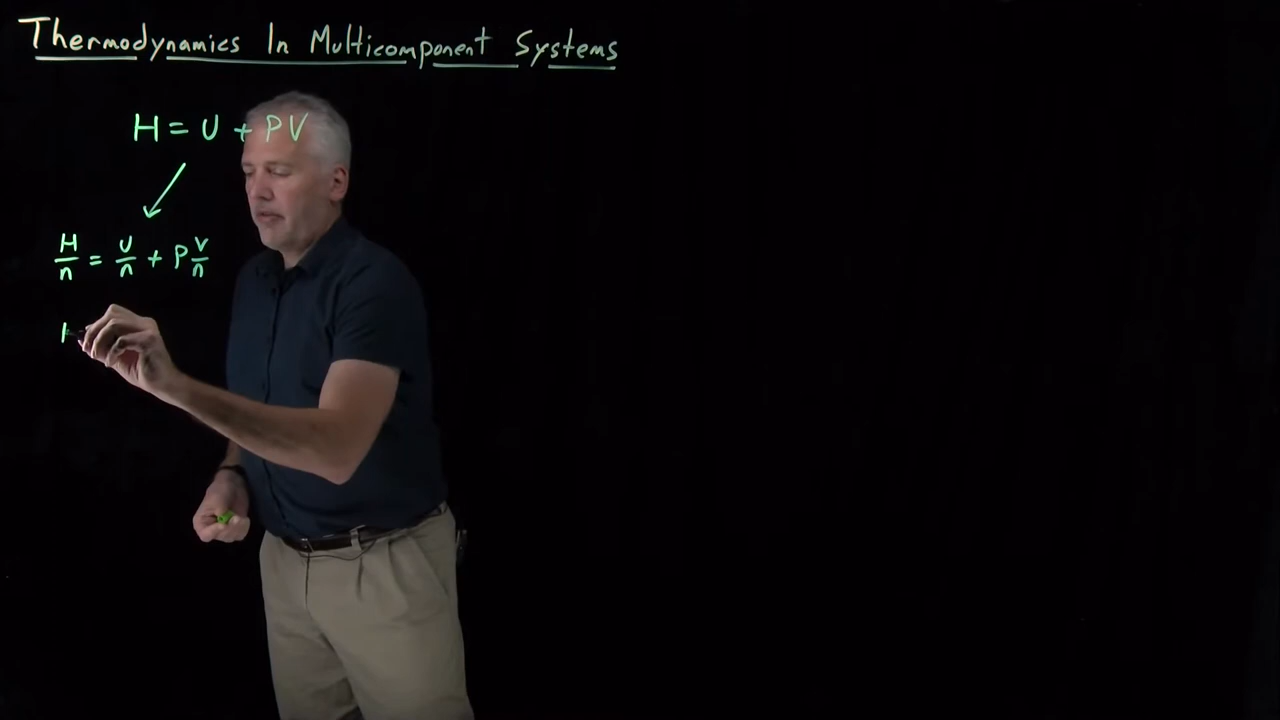 Thermodynamics In Multicomponent Systems
H = U + PV
H/n = U/n + P V/n